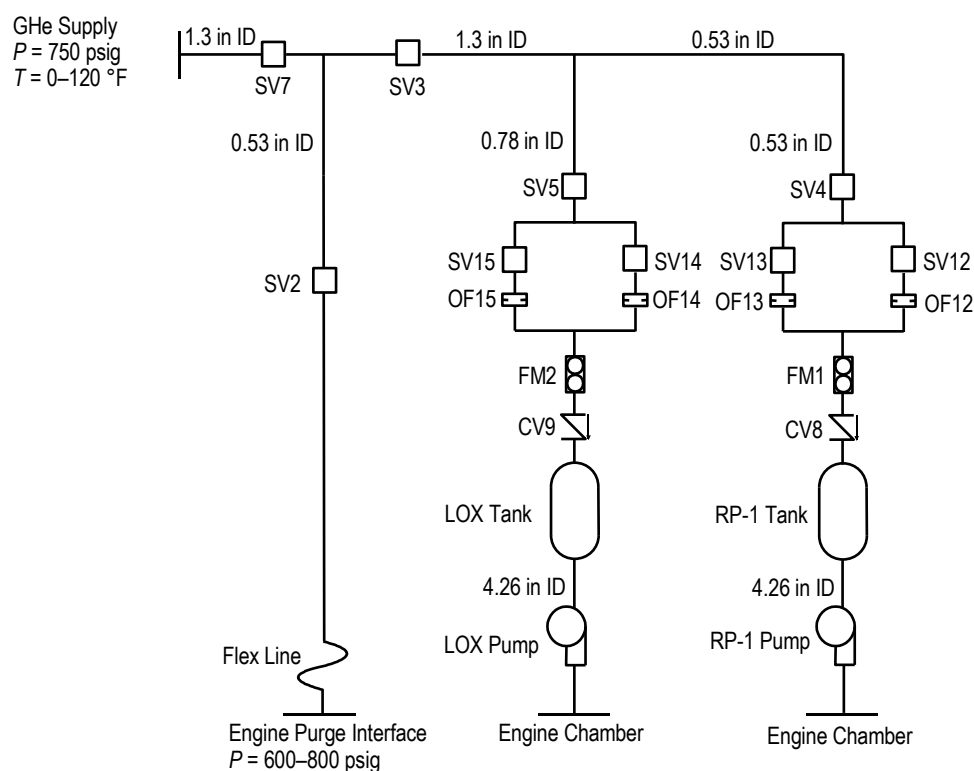 GHe Supply
P = 750 psig
T = 0–120 °F
1.3 in ID
1.3 in ID
0.53 in ID
SV7
SV3
0.53 in ID
0.78 in ID
0.53 in ID
SV5
SV4
SV2
SV15
SV14
SV13
SV12
OF15
OF14
OF13
OF12
FM2
FM1
CV9
CV8
LOX Tank
RP-1 Tank
4.26 in ID
4.26 in ID
LOX Pump
RP-1 Pump
Flex Line
Engine Purge Interface
P = 600–800 psig
Engine Chamber
Engine Chamber